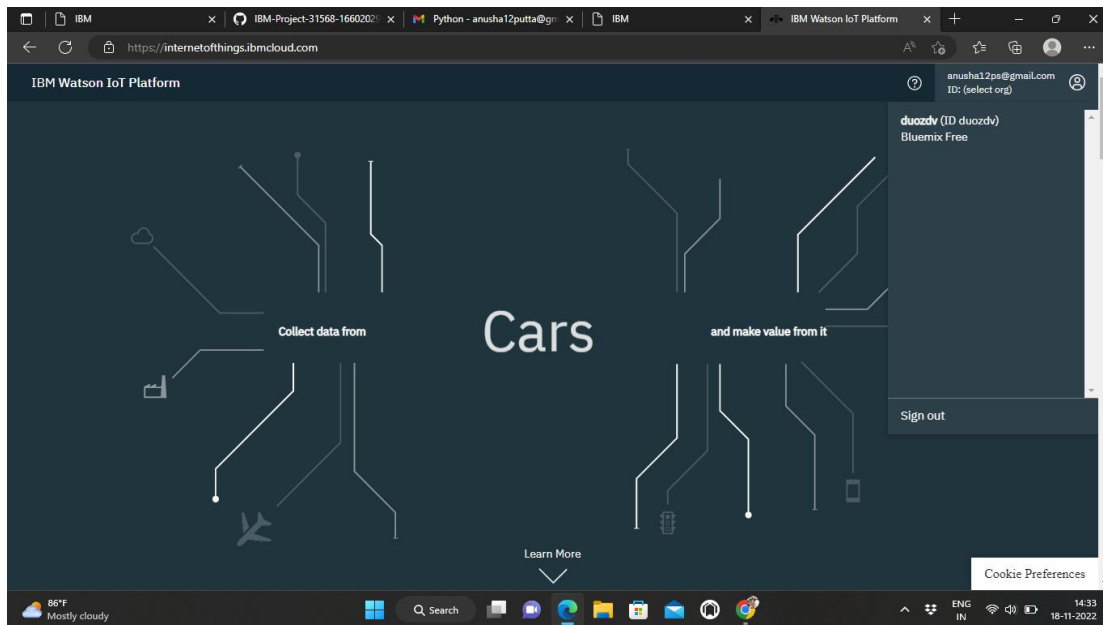 IBM
IBM-Project-31568-16602029
Python - anusha12putta@gm
IBM
IBM Watson IoT Platform
https://internetofthings.ibmcloud.com
IBM Watson IoT Platform
anusha12ps@gmail.com
ID: (select org)
duozdv (ID duozdv)
Bluemix Free
Collect data from
Cars
and make value from it
Sign out
Learn More
Cookie Preferences
86°F
Mostly cloudy
Search
ENG
IN
14:33
18-11-2022